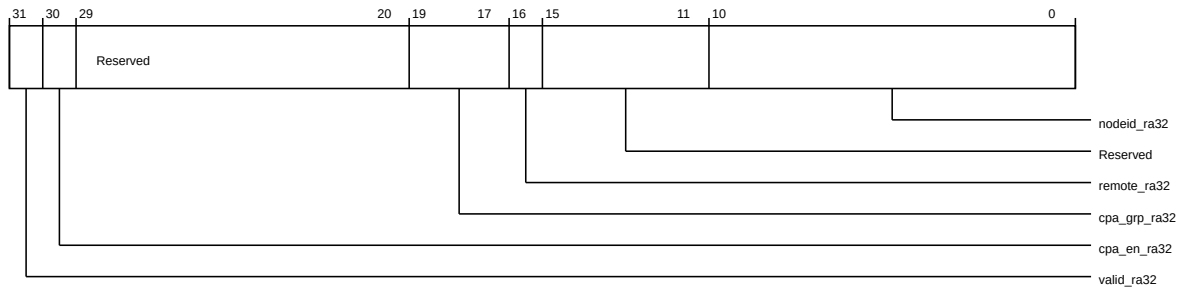 31 30 29 20 19 17 16 15 11 10 0
Reserved
nodeid_ra32
Reserved
remote_ra32
cpa_grp_ra32
cpa_en_ra32
valid_ra32